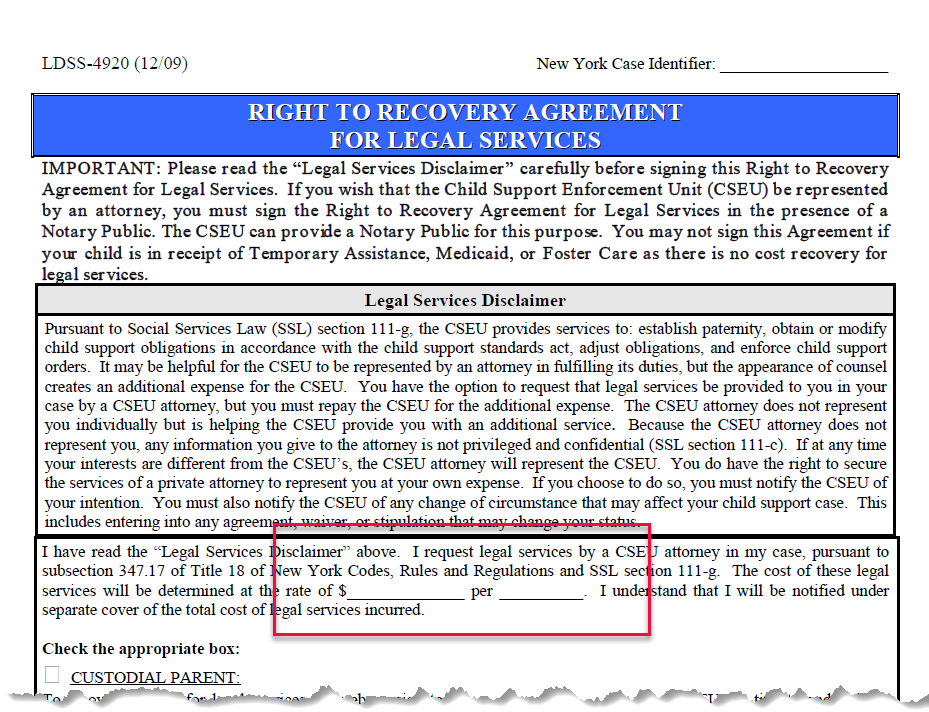 LDSS-4920 (12/09) New York Case Identifier: _____________________
RIGHT TO RECOVERY AGREEMENT
FOR LEGAL SERVICES
IMPORTANT: Please read the “Legal Services Disclaimer” carefully before signing this Right to Recovery
Agreement for Legal Services. If you wish that the Child Support Enforcement Unit (CSEU) be represented
by an attorney, you must sign the Right to Recovery Agreement for Legal Services in the presence of a
Notary Public. The CSEU can provide a Notary Public for this purpose. You may not sign this Agreement if
your child is in receipt of Temporary Assistance, Medicaid, or Foster Care as there is no cost recovery for
legal services.
Legal Services Disclaimer
Pursuant to Social Services Law (SSL) section 111-g, the CSEU provides services to: establish paternity, obtain or modify
child support obligations in accordance with the child support standards act, adjust obligations, and enforce child support
orders. It may be helpful for the CSEU to be represented by an attorney in fulfilling its duties, but the appearance of counsel
creates an additional expense for the CSEU. You have the option to request that legal services be provided to you in your
case by a CSEU attorney, but you must repay the CSEU for the additional expense. The CSEU attorney does not represent
you individually but is helping the CSEU provide you with an additional service. Because the CSEU attorney does not
represent you, any information you give to the attorney is not privileged and confidential (SSL section 111-c). If at any time
your interests are different from the CSEU’s, the CSEU attorney will represent the CSEU. You do have the right to secure
the services of a private attorney to represent you at your own expense. If you choose to do so, you must notify the CSEU of
your intention. You must also notify the CSEU of any change of circumstance that may affect your child support case. This
includes entering into any agreement, waiver, or stipulation that may change your status.
I have read the “Legal Services Disclaimer” above. I request legal services by a CSEU attorney in my case, pursuant to
subsection 347.17 of Title 18 of New York Codes, Rules and Regulations and SSL section 111-g. The cost of these legal
services will be determined at the rate of $______________ per __________. I understand that I will be notified under
separate cover of the total cost of legal services incurred.
Check the appropriate box:
CUSTODIAL PARENT: